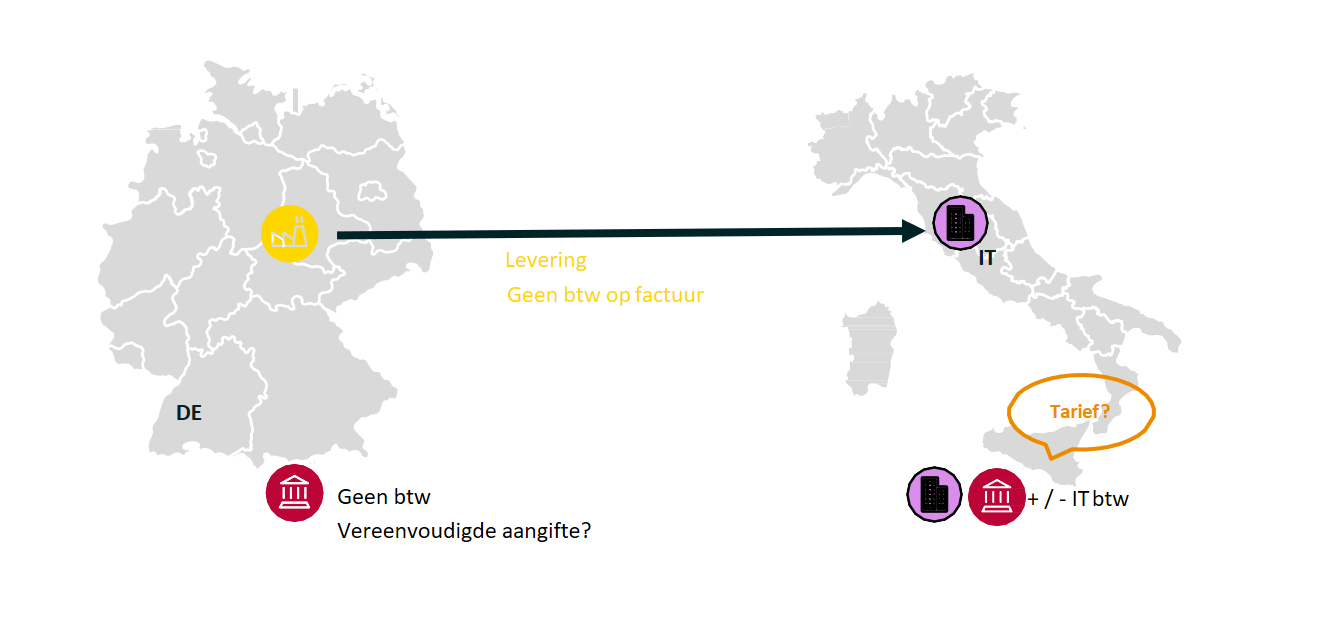 Levering
Geen btw op factuur
IT
DE
Tarief?
Geen btw
Vereenvoudigde aangifte?
+ / - IT btw